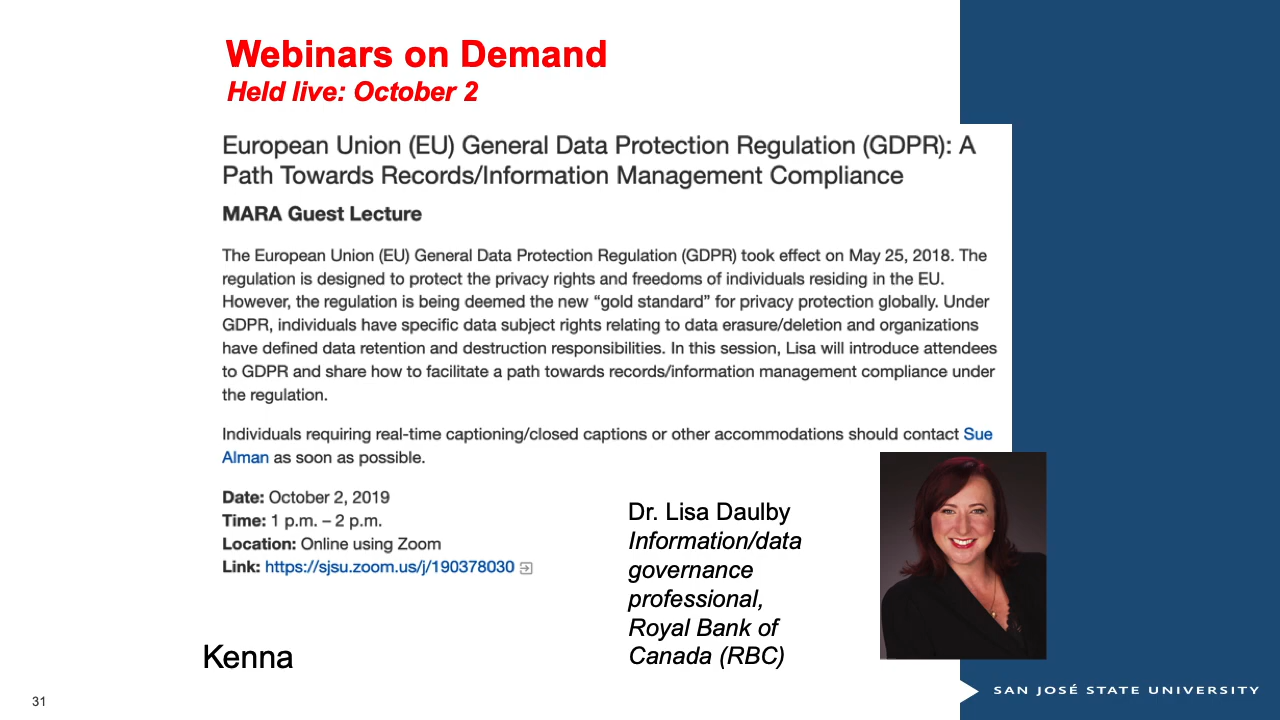 Webinars on Demand
Held live: October 2
European Union (EU) General Data Protection Regulation (GDPR): A
Path Towards Records/Information Management Compliance
MARA Guest Lecture
The European Union (EU) General Data Protection Regulation (GDPR) took effect on May 25, 2018. The
regulation is designed to protect the privacy rights and freedoms of individuals residing in the EU.
However, the regulation is being deemed the new “gold standard” for privacy protection globally. Under
GDPR, individuals have specific data subject rights relating to data erasure/deletion and organizations
have defined data retention and destruction responsibilities. In this session, Lisa will introduce attendees
to GDPR and share how to facilitate a path towards records/information management compliance under
the regulation.
Individuals requiring real-time captioning/closed captions or other accommodations should contact Sue
Alman as soon as possible.
Date: October 2, 2019
Time: 1 p.m. – 2 p.m.
Location: Online using Zoom
Link: https://sjsu.zoom.us/j/190378030
Dr. Lisa Daulby
Information/data
governance
professional,
Royal Bank of
Canada (RBC)
Kenna
31
SAN JOSÉ STATE UNIVERSITY